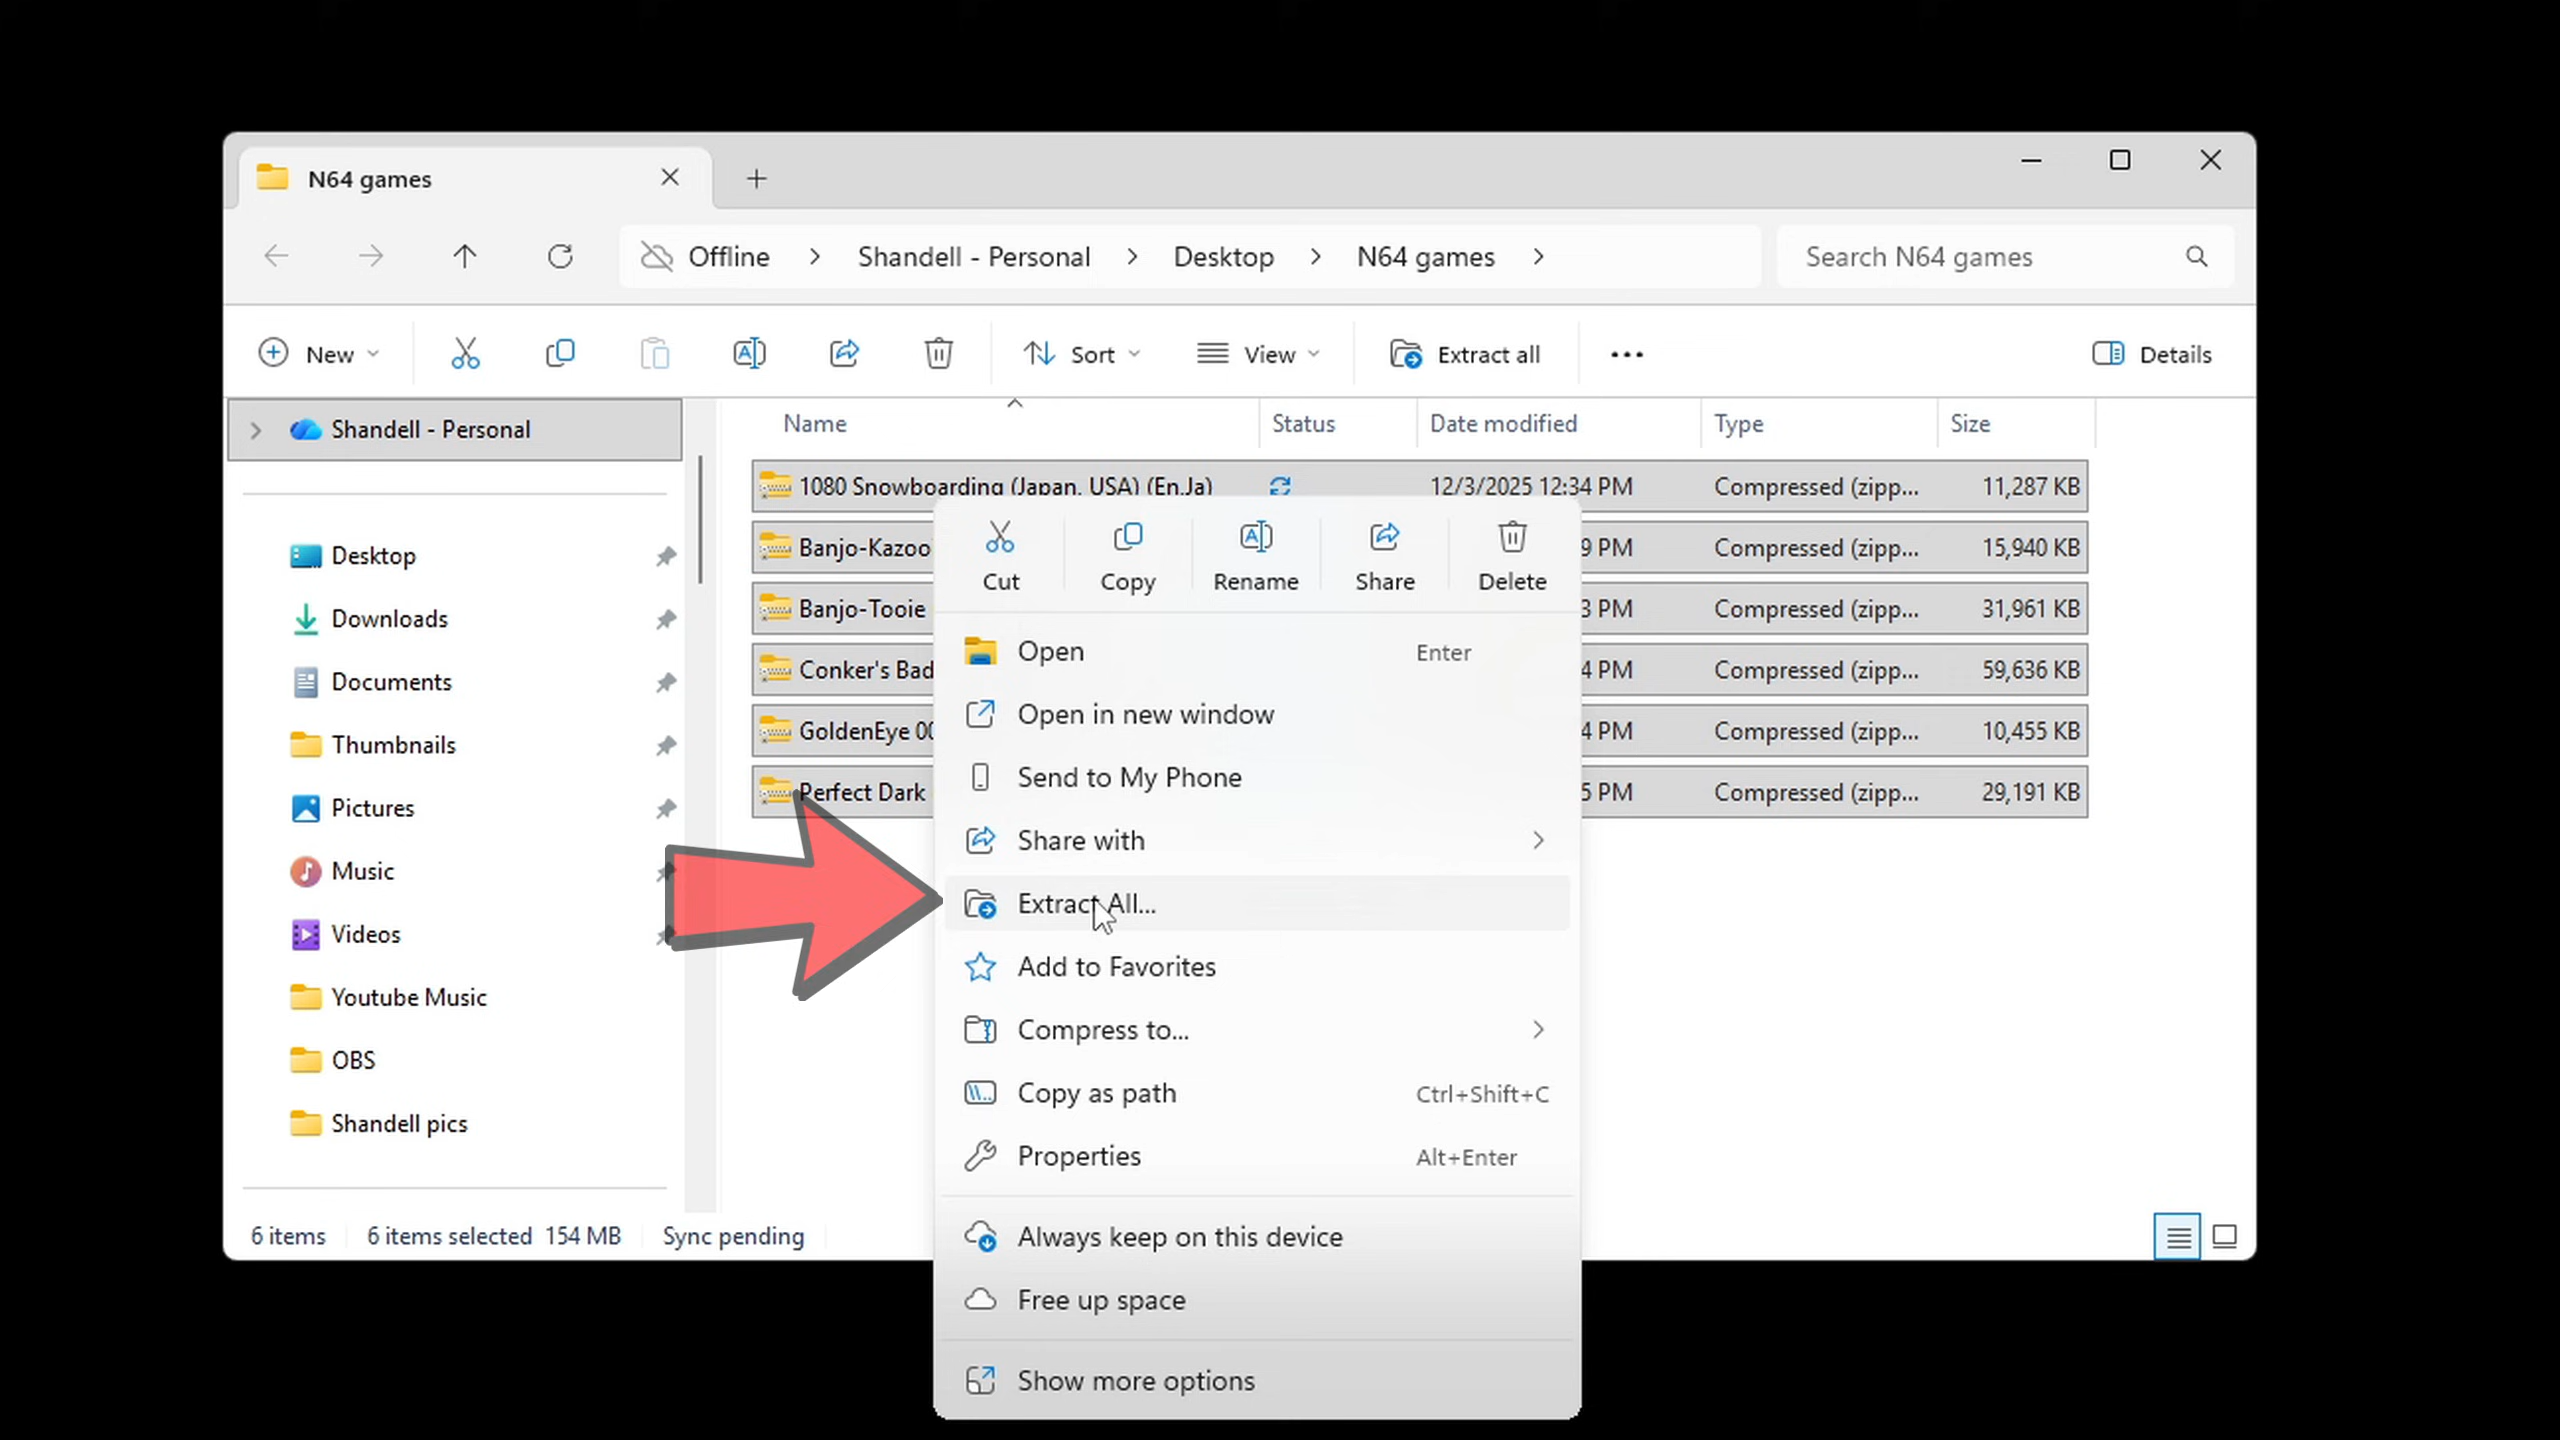 N64 games
Offline > Shandell - Personal > Desktop > N64 games >
Search N64 games
New
Sort
View
Extract all
Details
Shandell - Personal
Desktop
Downloads
Documents
Thumbnails
Pictures
Music
Videos
Youtube Music
OBS
Shandell pics
Name Status Date modified Type Size
1080 Snowboarding (Japan, USA) (En,Ja) 12/3/2025 12:34 PM Compressed (zipp... 11,287 KB
Banjo-Kazoo 9 PM Compressed (zipp... 15,940 KB
Banjo-Tooie 3 PM Compressed (zipp... 31,961 KB
Conker's Bad 4 PM Compressed (zipp... 59,636 KB
GoldenEye 00 4 PM Compressed (zipp... 10,455 KB
Perfect Dark 5 PM Compressed (zipp... 29,191 KB
Cut Copy Rename Share Delete
Open Enter
Open in new window
Send to My Phone
Share with
Extract All...
Add to Favorites
Compress to...
Copy as path Ctrl+Shift+C
Properties Alt+Enter
Always keep on this device
Free up space
Show more options
6 items 6 items selected 154 MB Sync pending